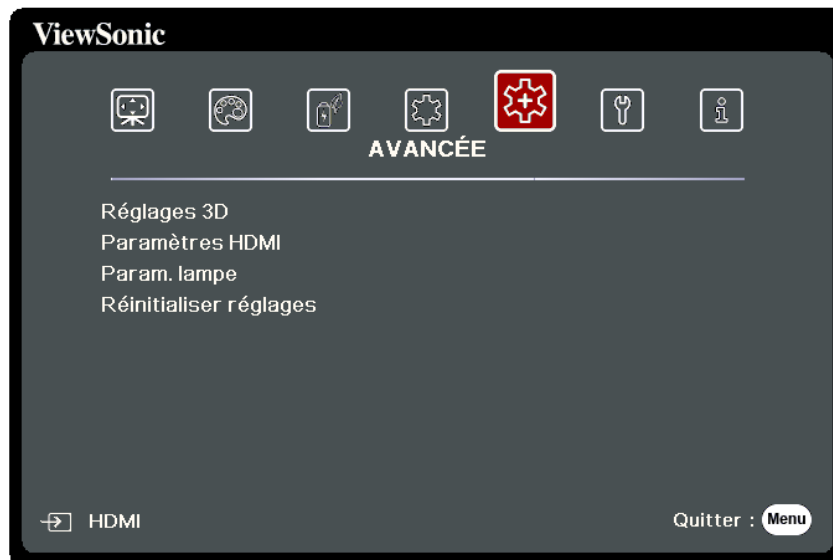 ViewSonic
AVANCÉE
Réglages 3D
Paramètres HDMI
Param. lampe
Réinitialiser réglages
HDMI
Quitter : Menu